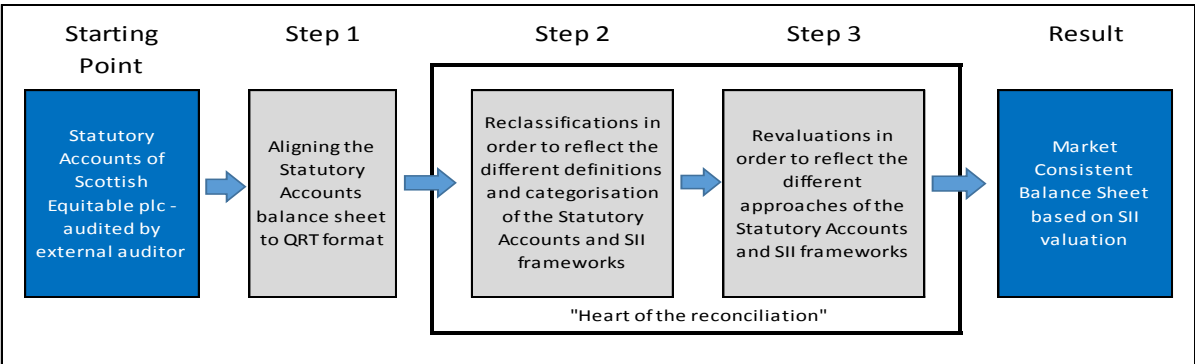 Starting
Point
Step 1
Step 2
Step 3
Result
Statutory
Accounts of
Scottish
Equitable plc -
audited by
external auditor
Aligning the
Statutory
Accounts
balance sheet
to QRT format
Reclassifications in
order to reflect the
different definitions
and categorisation
of the Statutory
Accounts and SII
frameworks
Revaluations in
order to reflect the
different
approaches of the
Statutory Accounts
and SII frameworks
Market
Consistent
Balance Sheet
based on SII
valuation
"Heart of the reconciliation"